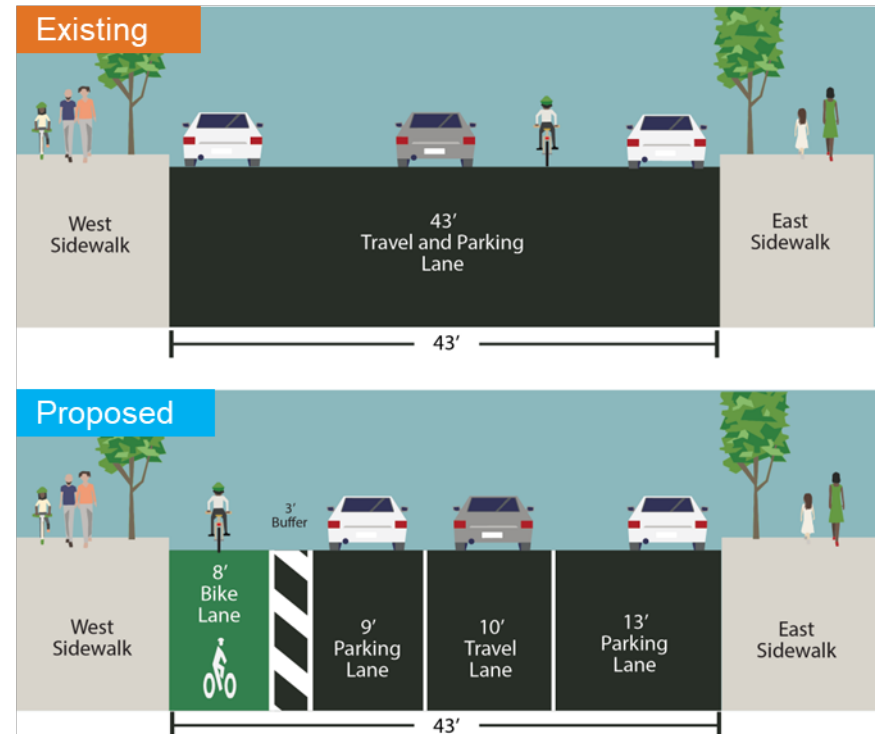 Existing
West
Sidewalk
43′
Travel and Parking
Lane
East
Sidewalk
43′
Proposed
3′
Buffer
8′
Bike
Lane
West
Sidewalk
9′
Parking
Lane
10′
Travel
Lane
13′
Parking
Lane
East
Sidewalk
43′